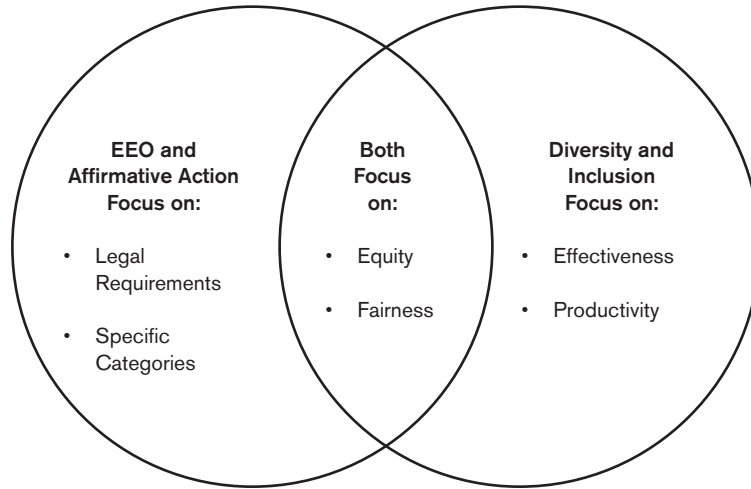 EEO and
Affirmative Action
Focus on:
• Legal
Requirements
• Specific
Categories
Both
Focus
on:
• Equity
• Fairness
Diversity and
Inclusion
Focus on:
• Effectiveness
• Productivity